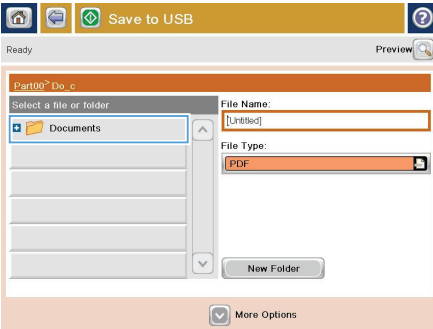 Save to USB
Ready
Preview
Part00>Do_c
Select a file or folder
File Name:
Documents
[Untitled]
File Type:
PDF
New Folder
More Options